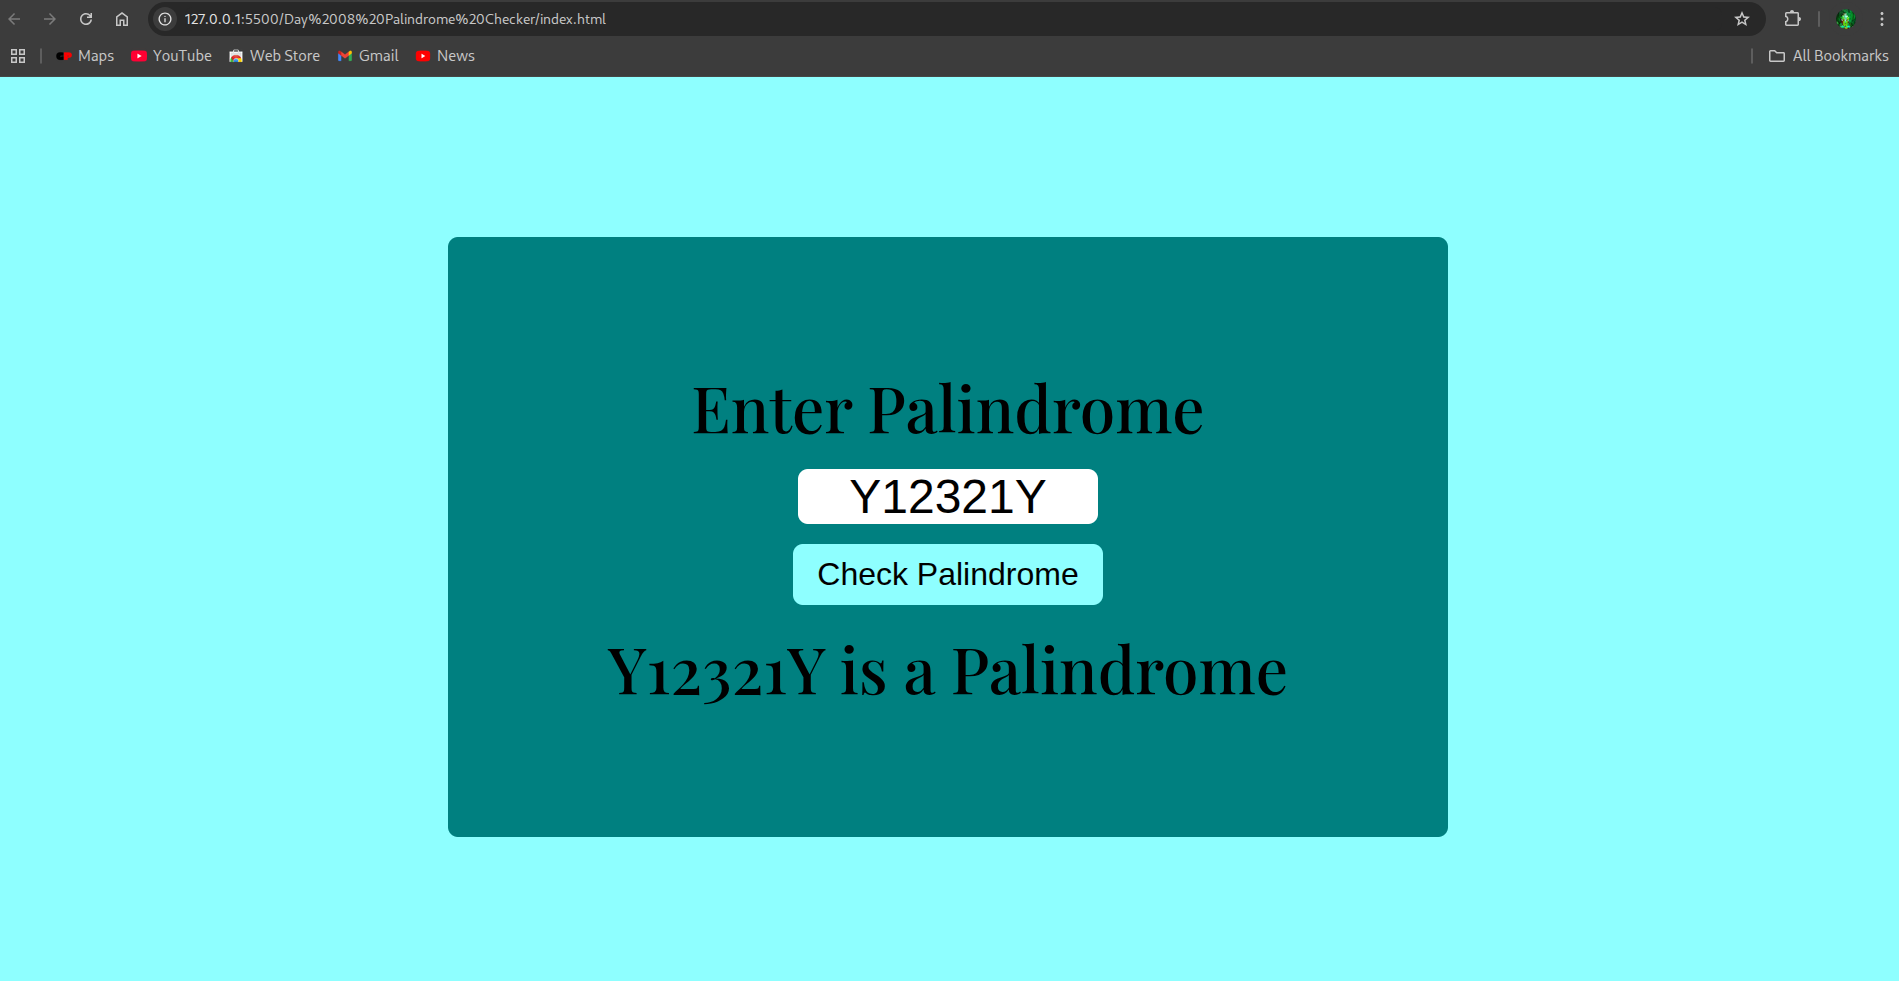 127.0.0.1:5500/Day%2008%20Palindrome%20Checker/index.html
Maps YouTube Web Store Gmail News All Bookmarks
Enter Palindrome
Y12321Y
Check Palindrome
Y12321Y is a Palindrome